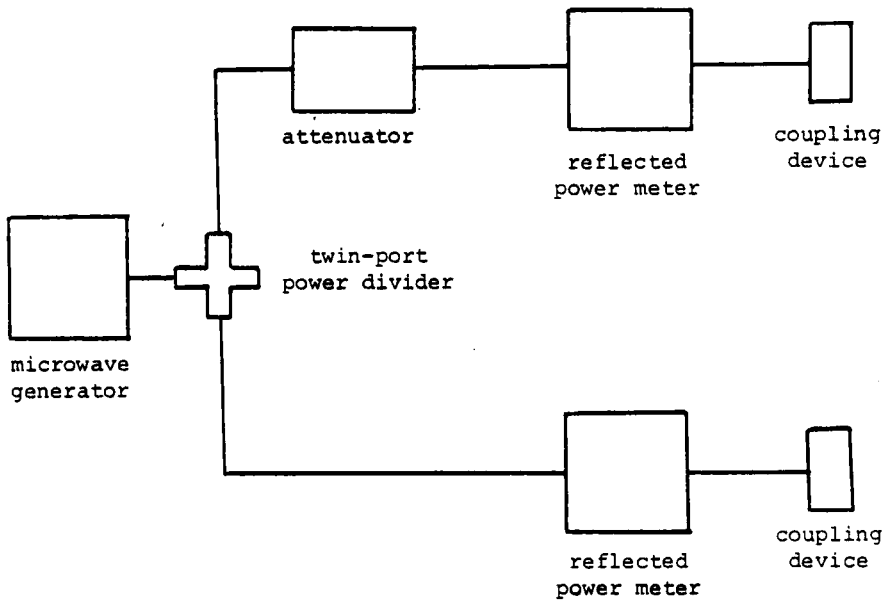 attenuator
reflected
power meter
coupling
device
twin-port
power divider
microwave
generator
reflected
power meter
coupling
device